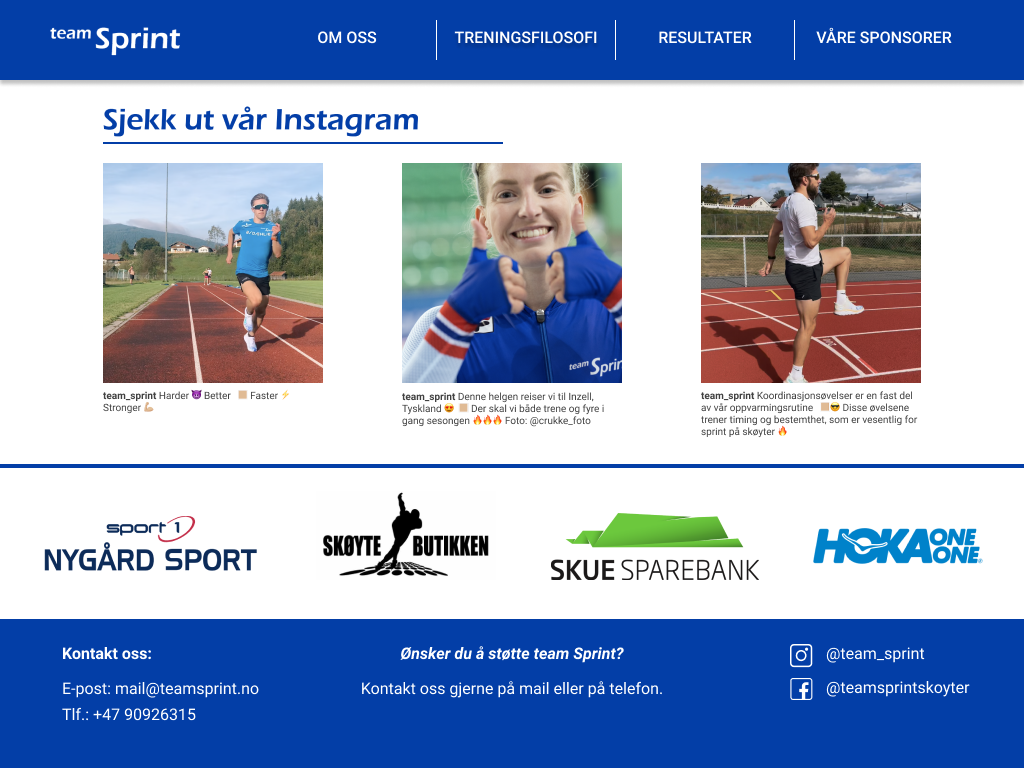 team Sprint
OM OSS
TRENINGSFILOSOFI
RESULTATER
VÅRE SPONSORER
Sjekk ut vår Instagram
team_sprint Harder 😈 Better 🏼 Faster ⚡
Stronger 💪🏼
team Sprin
team_sprint Denne helgen reiser vi til Inzell,
Tyskland 😍 🏼 Der skal vi både trene og fyre i
gang sesongen 🔥🔥🔥 Foto: @crukke_foto
team_sprint Koordinasjonsøvelser er en fast del
av vår oppvarmingsrutine 🏼😎 Disse øvelsene
trener timing og bestemthet, som er vesentlig for
sprint på skøyter 🔥
sport 1
NYGÅRD SPORT
SKØYTE BUTIKKEN
SKUE SPAREBANK
HOKA ONE ONE®
Kontakt oss:
E-post: mail@teamsprint.no
Tlf.: +47 90926315
Ønsker du å støtte team Sprint?
Kontakt oss gjerne på mail eller på telefon.
@team_sprint
@teamsprintskoyter